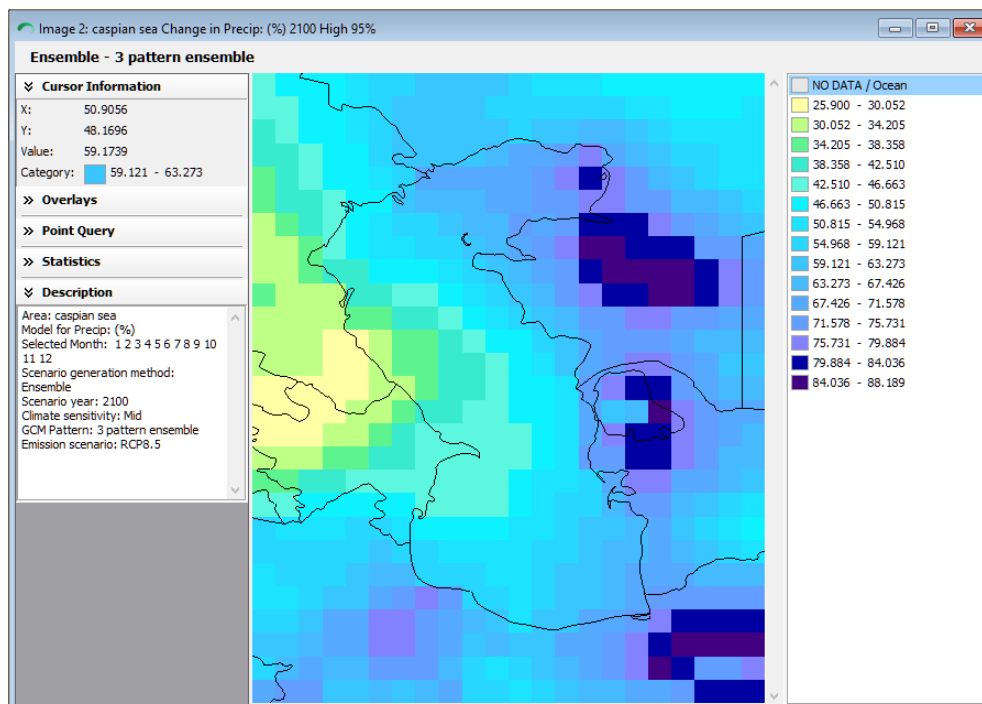 Image 2: caspian sea Change in Precip: (%) 2100 High 95%
Ensemble - 3 pattern ensemble
Cursor Information
X: 50.9056
Y: 48.1696
Value: 59.1739
Category: 59.121 - 63.273
Overlays
Point Query
Statistics
Description
Area: caspian sea
Model for Precip: (%)
Selected Month: 1 2 3 4 5 6 7 8 9 10
11 12
Scenario generation method:
Ensemble
Scenario year: 2100
Climate sensitivity: Mid
GCM Pattern: 3 pattern ensemble
Emission scenario: RCP8.5
NO DATA / Ocean
25.900 - 30.052
30.052 - 34.205
34.205 - 38.358
38.358 - 42.510
42.510 - 46.663
46.663 - 50.815
50.815 - 54.968
54.968 - 59.121
59.121 - 63.273
63.273 - 67.426
67.426 - 71.578
71.578 - 75.731
75.731 - 79.884
79.884 - 84.036
84.036 - 88.189